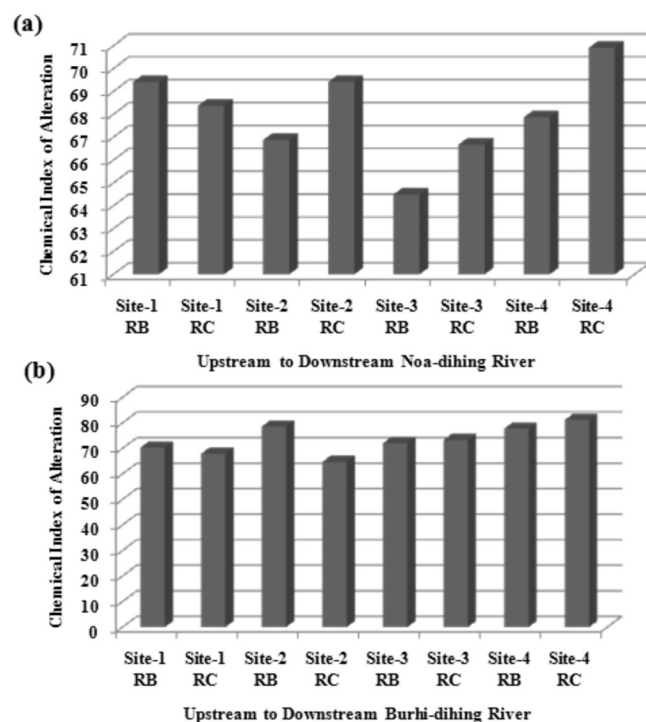 (a)
Chemical Index of Alteration
71
70
69
68
67
66
65
64
63
62
61
Site-1 Site-1 Site-2 Site-2 Site-3 Site-3 Site-4 Site-4
RB RC RB RC RB RC RB RC
Upstream to Downstream Noa-dihing River
(b)
Chemical Index of Alteration
90
80
70
60
50
40
30
20
10
0
Site-1 Site-1 Site-2 Site-2 Site-3 Site-3 Site-4 Site-4
RB RC RB RC RB RC RB RC
Upstream to Downstream Burhi-dihing River